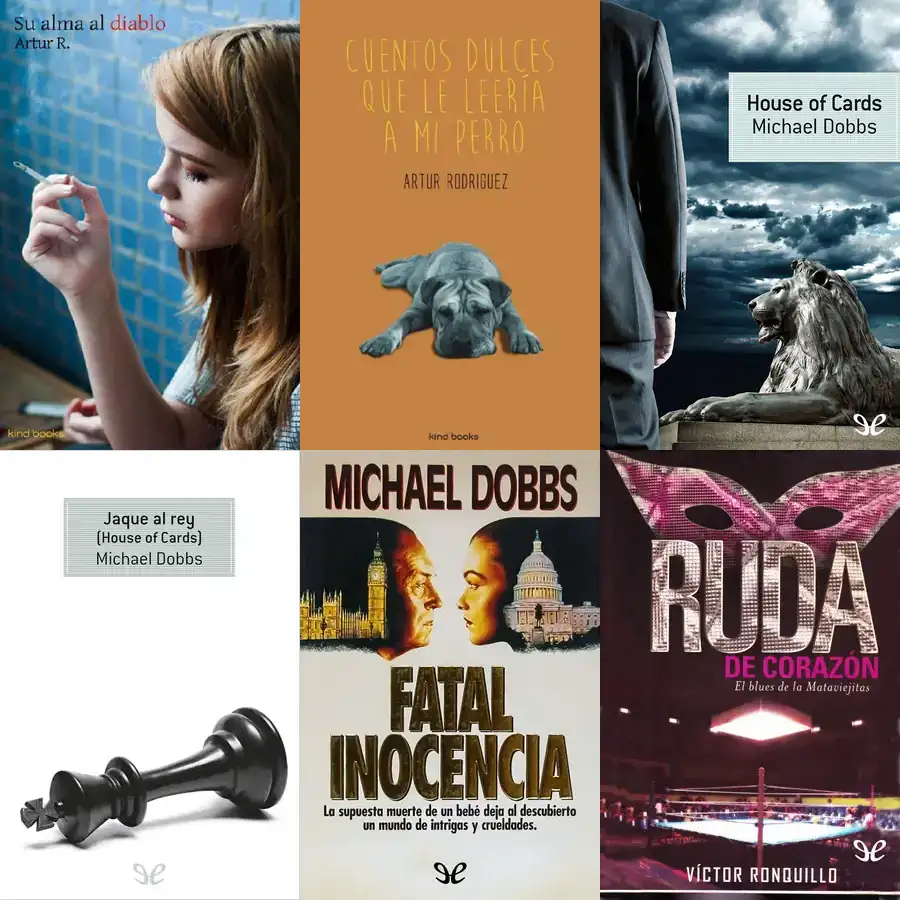 Su alma al diablo
Artur R.
kind books
CUENTOS DULCES
QUE LE LEERÍA
A MI PERRO
ARTUR RODRIGUEZ
kind books
House of Cards
Michael Dobbs
Jaque al rey
(House of Cards)
Michael Dobbs
MICHAEL DOBBS
FATAL
INOCENCIA
La supuesta muerte de un bebé deja al descubierto
un mundo de intrigas y crueldades.
RUDA
DE CORAZÓN
El blues de la Mataviejitas
VÍCTOR RONQUILLO